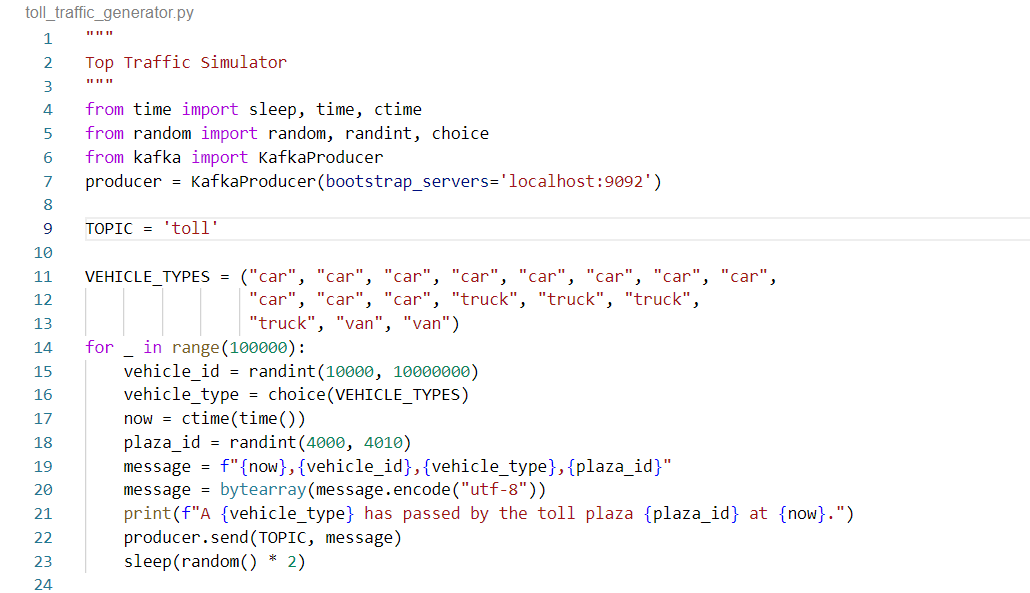 toll_traffic_generator.py
1 """
2 Top Traffic Simulator
3 """
4 from time import sleep, time, ctime
5 from random import random, randint, choice
6 from kafka import KafkaProducer
7 producer = KafkaProducer(bootstrap_servers='localhost:9092')
8
9 TOPIC = 'toll'
10
11 VEHICLE_TYPES = ("car", "car", "car", "car", "car", "car", "car", "car",
12                  "car", "car", "car", "truck", "truck", "truck",
13                  "truck", "van", "van")
14 for _ in range(100000):
15     vehicle_id = randint(10000, 10000000)
16     vehicle_type = choice(VEHICLE_TYPES)
17     now = ctime(time())
18     plaza_id = randint(4000, 4010)
19     message = f"{now},{vehicle_id},{vehicle_type},{plaza_id}"
20     message = bytearray(message.encode("utf-8"))
21     print(f"A {vehicle_type} has passed by the toll plaza {plaza_id} at {now}.")
22     producer.send(TOPIC, message)
23     sleep(random() * 2)
24